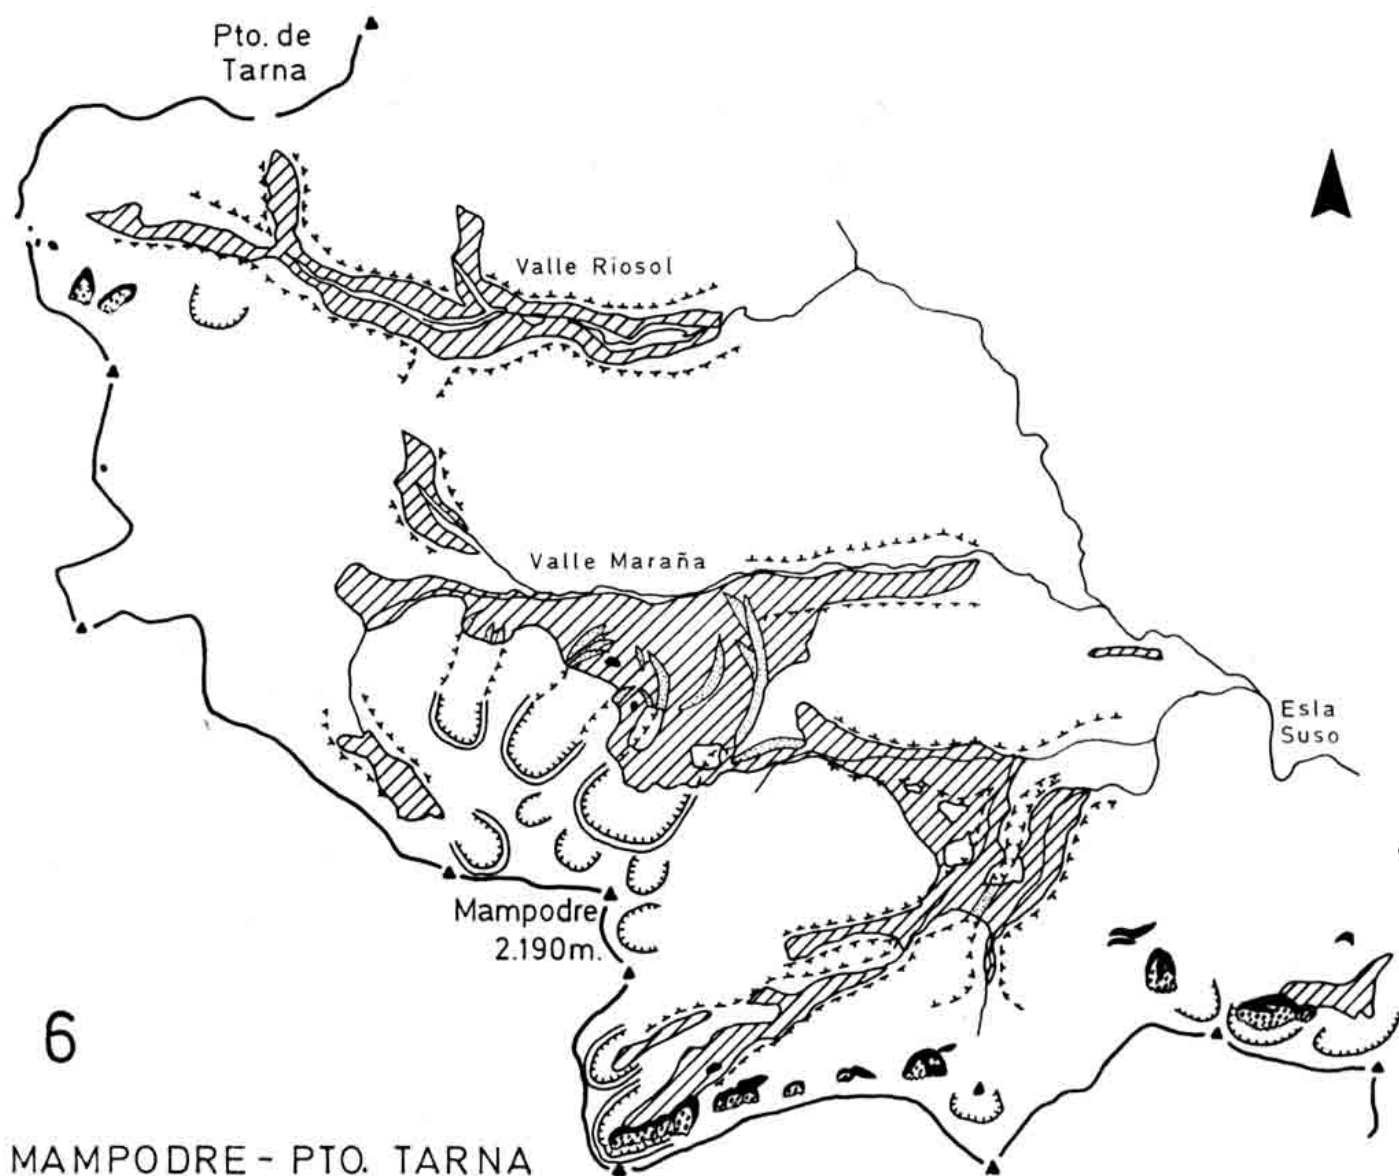 Pto. de
Tarna
Valle Riosol
Valle Maraña
Esla
Suso
Mampodre
2.190m.
6
MAMPODRE - PTO. TARNA